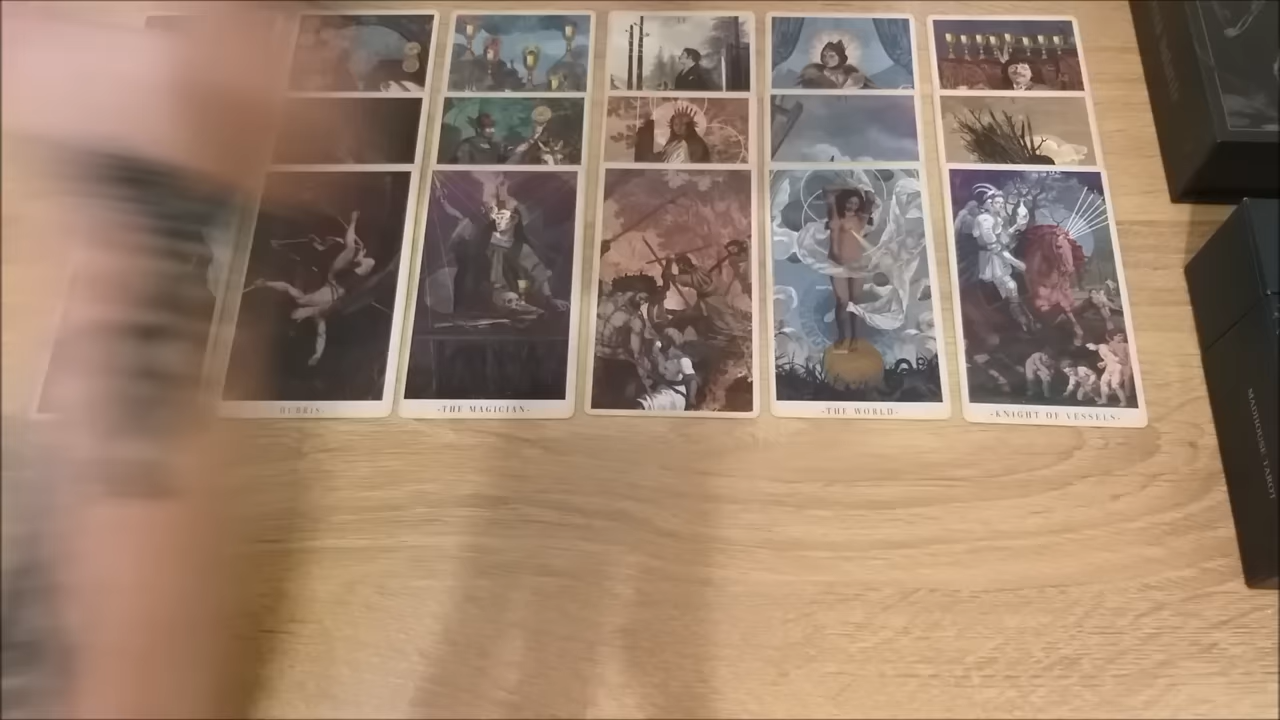 HUBRIS-
-THE MAGICIAN-
-THE WORLD-
-KNIGHT OF VESSELS-
MADHOUSE TAROT